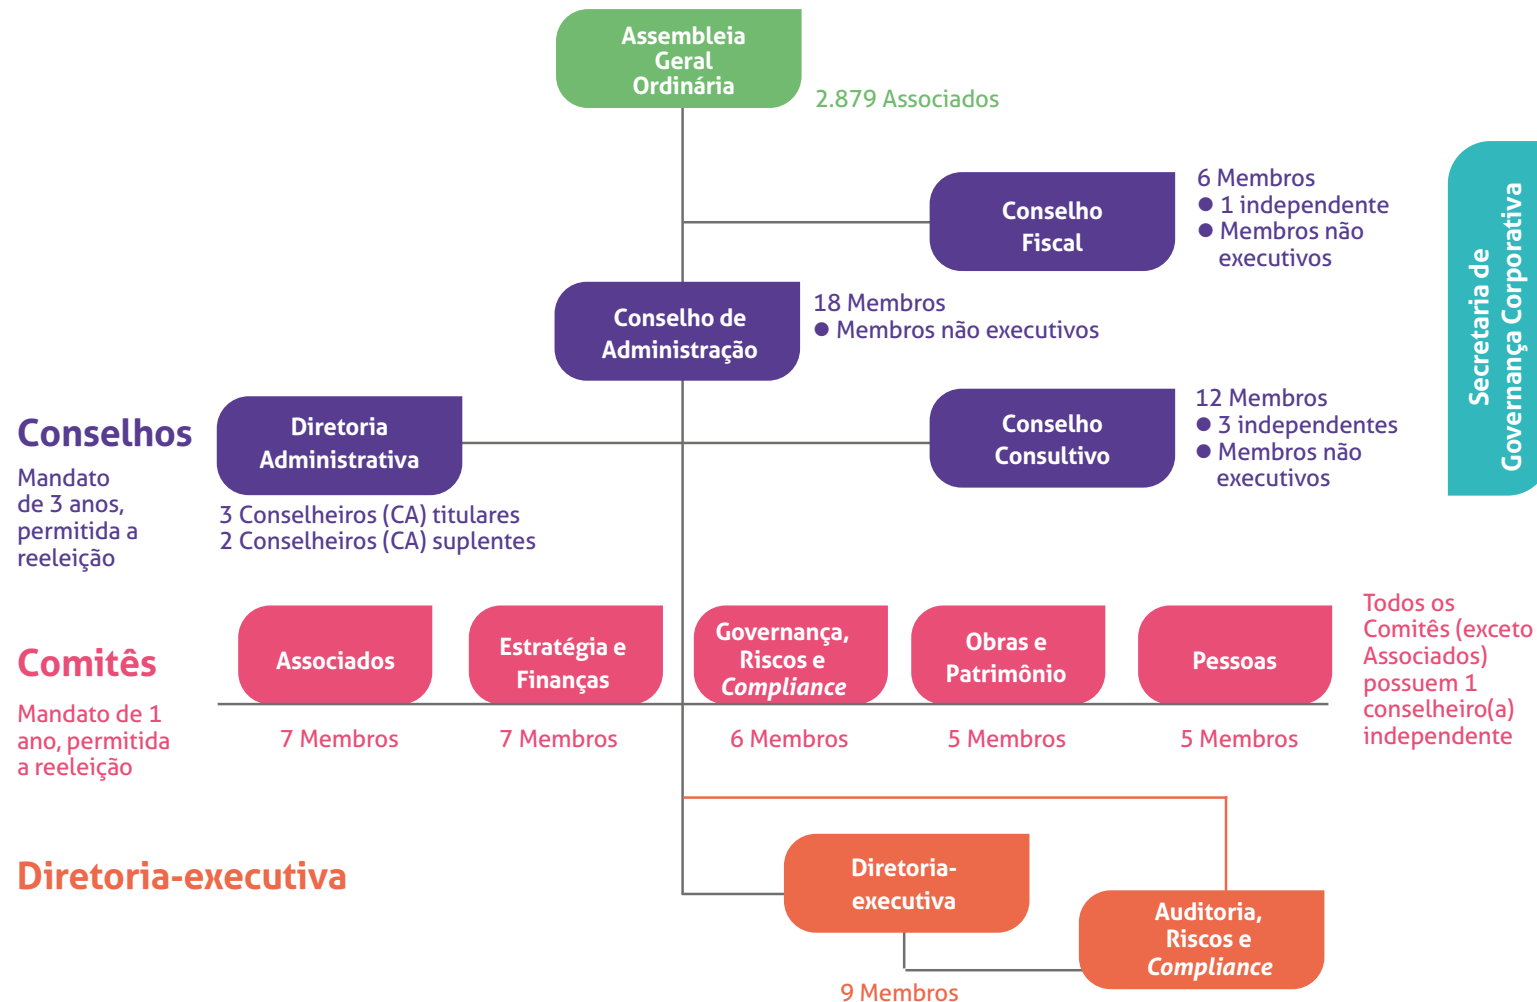 Assembleia
Geral
Ordinária
2.879 Associados
Conselho
Fiscal
6 Membros
● 1 independente
● Membros não
executivos
Secretaria de
Governança Corporativa
Conselho de
Administração
18 Membros
● Membros não executivos
Conselhos
Mandato
de 3 anos,
permitida a
reeleição
Diretoria
Administrativa
3 Conselheiros (CA) titulares
2 Conselheiros (CA) suplentes
Conselho
Consultivo
12 Membros
● 3 independentes
● Membros não
executivos
Comitês
Mandato de 1
ano, permitida
a reeleição
Associados
7 Membros
Estratégia e
Finanças
7 Membros
Governança,
Riscos e
Compliance
6 Membros
Obras e
Patrimônio
5 Membros
Pessoas
5 Membros
Todos os
Comitês (exceto
Associados)
possuem 1
conselheiro(a)
independente
Diretoria-executiva
Diretoria-
executiva
9 Membros
Auditoria,
Riscos e
Compliance